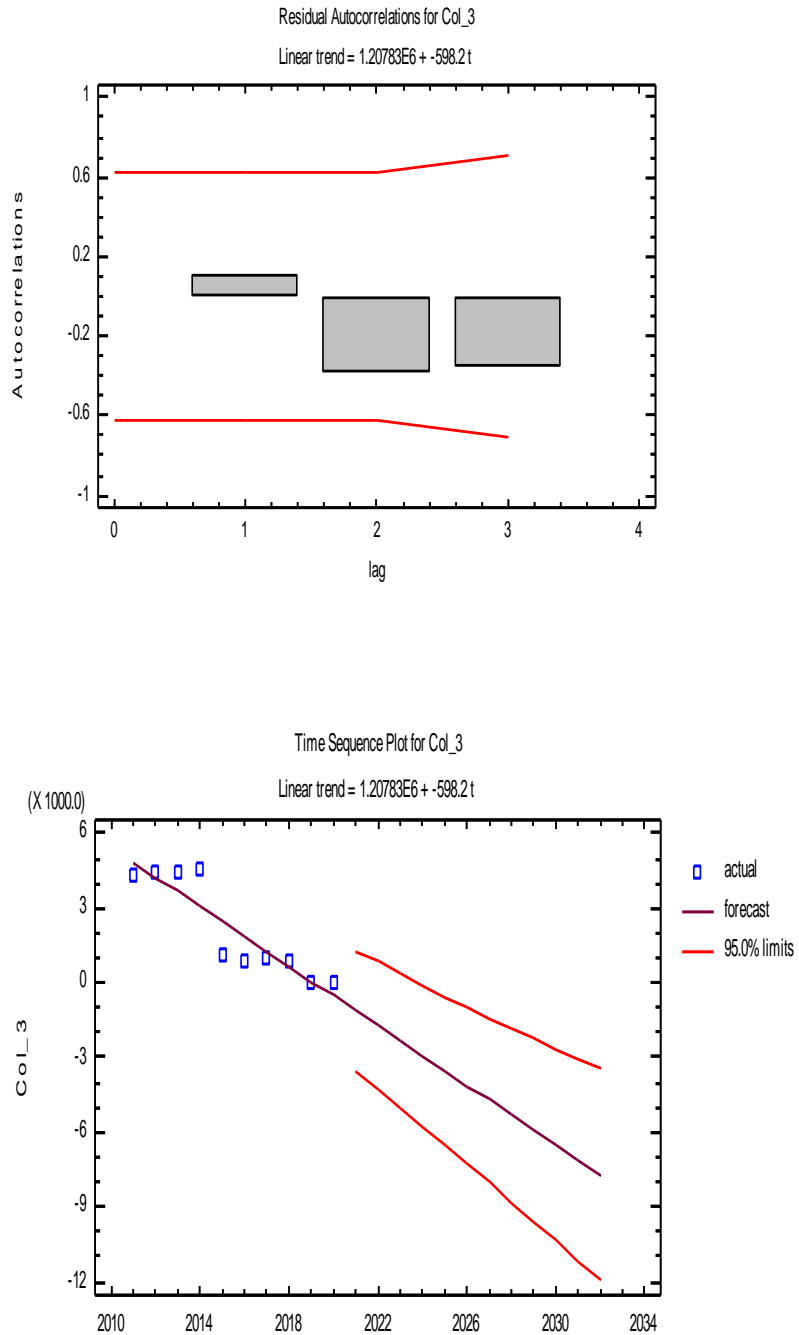 Residual Autocorrelations for Col_3
Linear trend = 1.20783E6 + -598.2 t
1
0.6
0.2
-0.2
-0.6
-1
Autocorrelations
0 1 2 3 4
lag
Time Sequence Plot for Col_3
Linear trend = 1.20783E6 + -598.2 t
(X 1000.0)
6
3
0
-3
-6
-9
-12
Col_3
2010 2014 2018 2022 2026 2030 2034
actual
forecast
95.0% limits